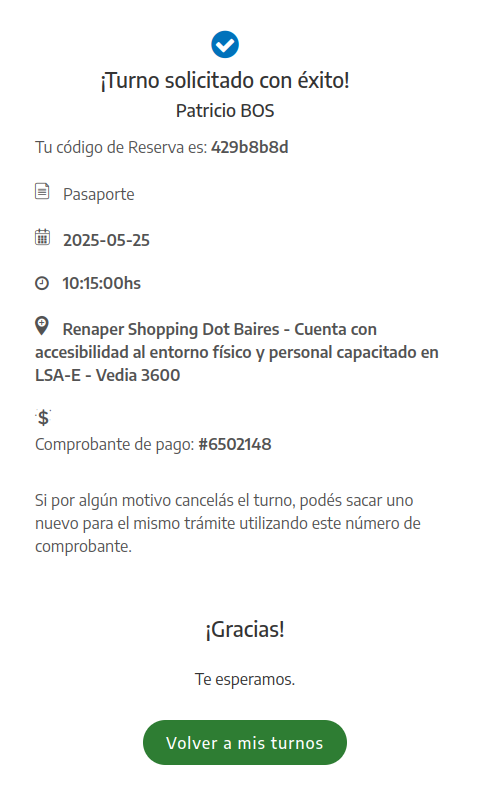 ¡Turno solicitado con éxito!
Patricio BOS
Tu código de Reserva es: 429b8b8d
Pasaporte
2025-05-25
10:15:00hs
Renaper Shopping Dot Baires - Cuenta con
accesibilidad al entorno físico y personal capacitado en
LSA-E - Vedia 3600
$
Comprobante de pago: #6502148
Si por algún motivo cancelás el turno, podés sacar uno
nuevo para el mismo trámite utilizando este número de
comprobante.
¡Gracias!
Te esperamos.
Volver a mis turnos